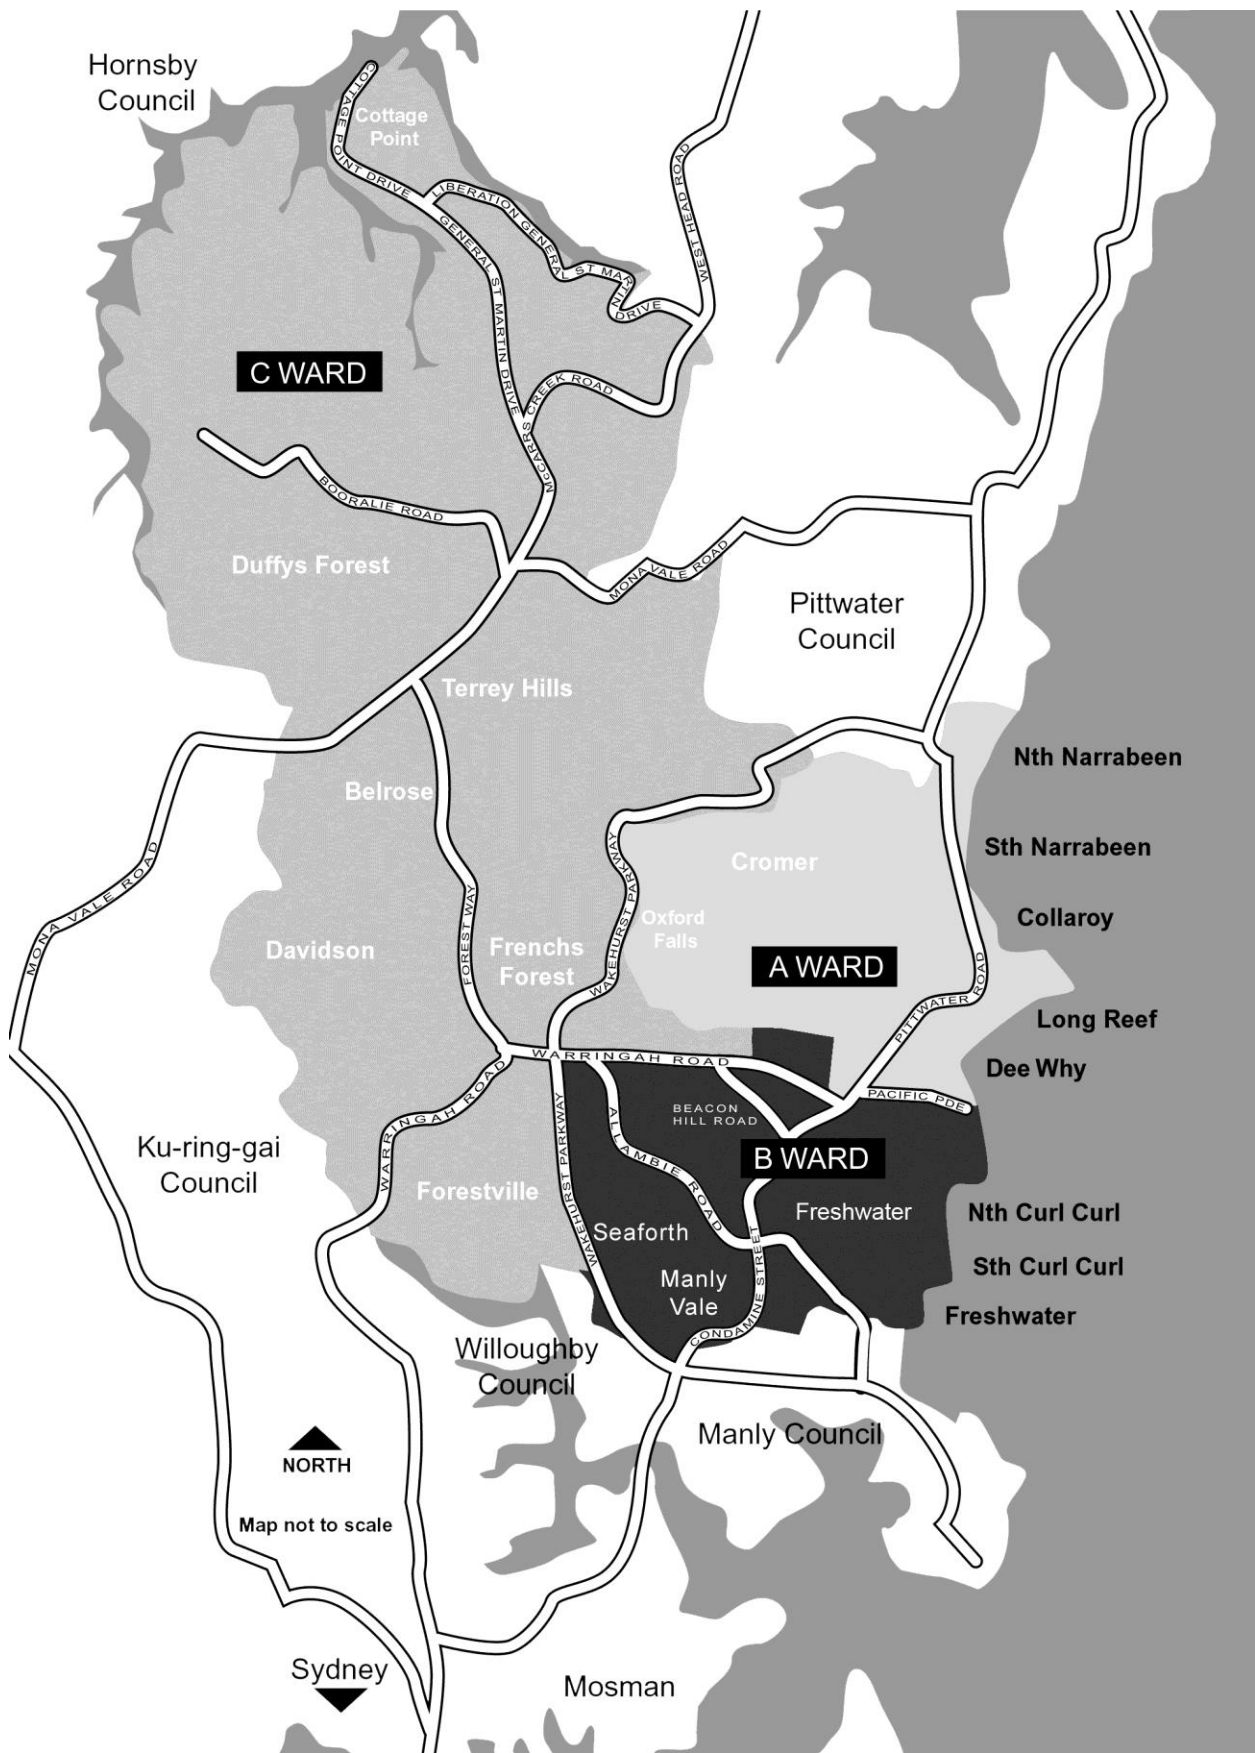 Hornsby
Council
COTTAGE POINT DRIVE
Cottage
Point
LIBERATION GENERAL ST MARTIN DRIVE
GENERAL ST MARTIN DRIVE
WEST HEAD ROAD
C WARD
McCARRS CREEK ROAD
BOORALIE ROAD
Duffys Forest
MONA VALE ROAD
Pittwater
Council
Terrey Hills
Nth Narrabeen
Belrose
MONA VALE ROAD
WAKEHURST PARKWAY
Sth Narrabeen
Cromer
FOREST WAY
Oxford
Falls
Collaroy
Davidson
Frenchs
Forest
A WARD
PITTWATER ROAD
Long Reef
WARRINGAH ROAD
Dee Why
WARRINGAH ROAD
PACIFIC PDE
WAKEHURST PARKWAY
ALLAMBIE ROAD
BEACON
HILL ROAD
Ku-ring-gai
Council
B WARD
Forestville
Freshwater
Nth Curl Curl
Seaforth
CONDAMINE STREET
Sth Curl Curl
Manly
Vale
Freshwater
Willoughby
Council
Manly Council
NORTH
Map not to scale
Sydney
Mosman